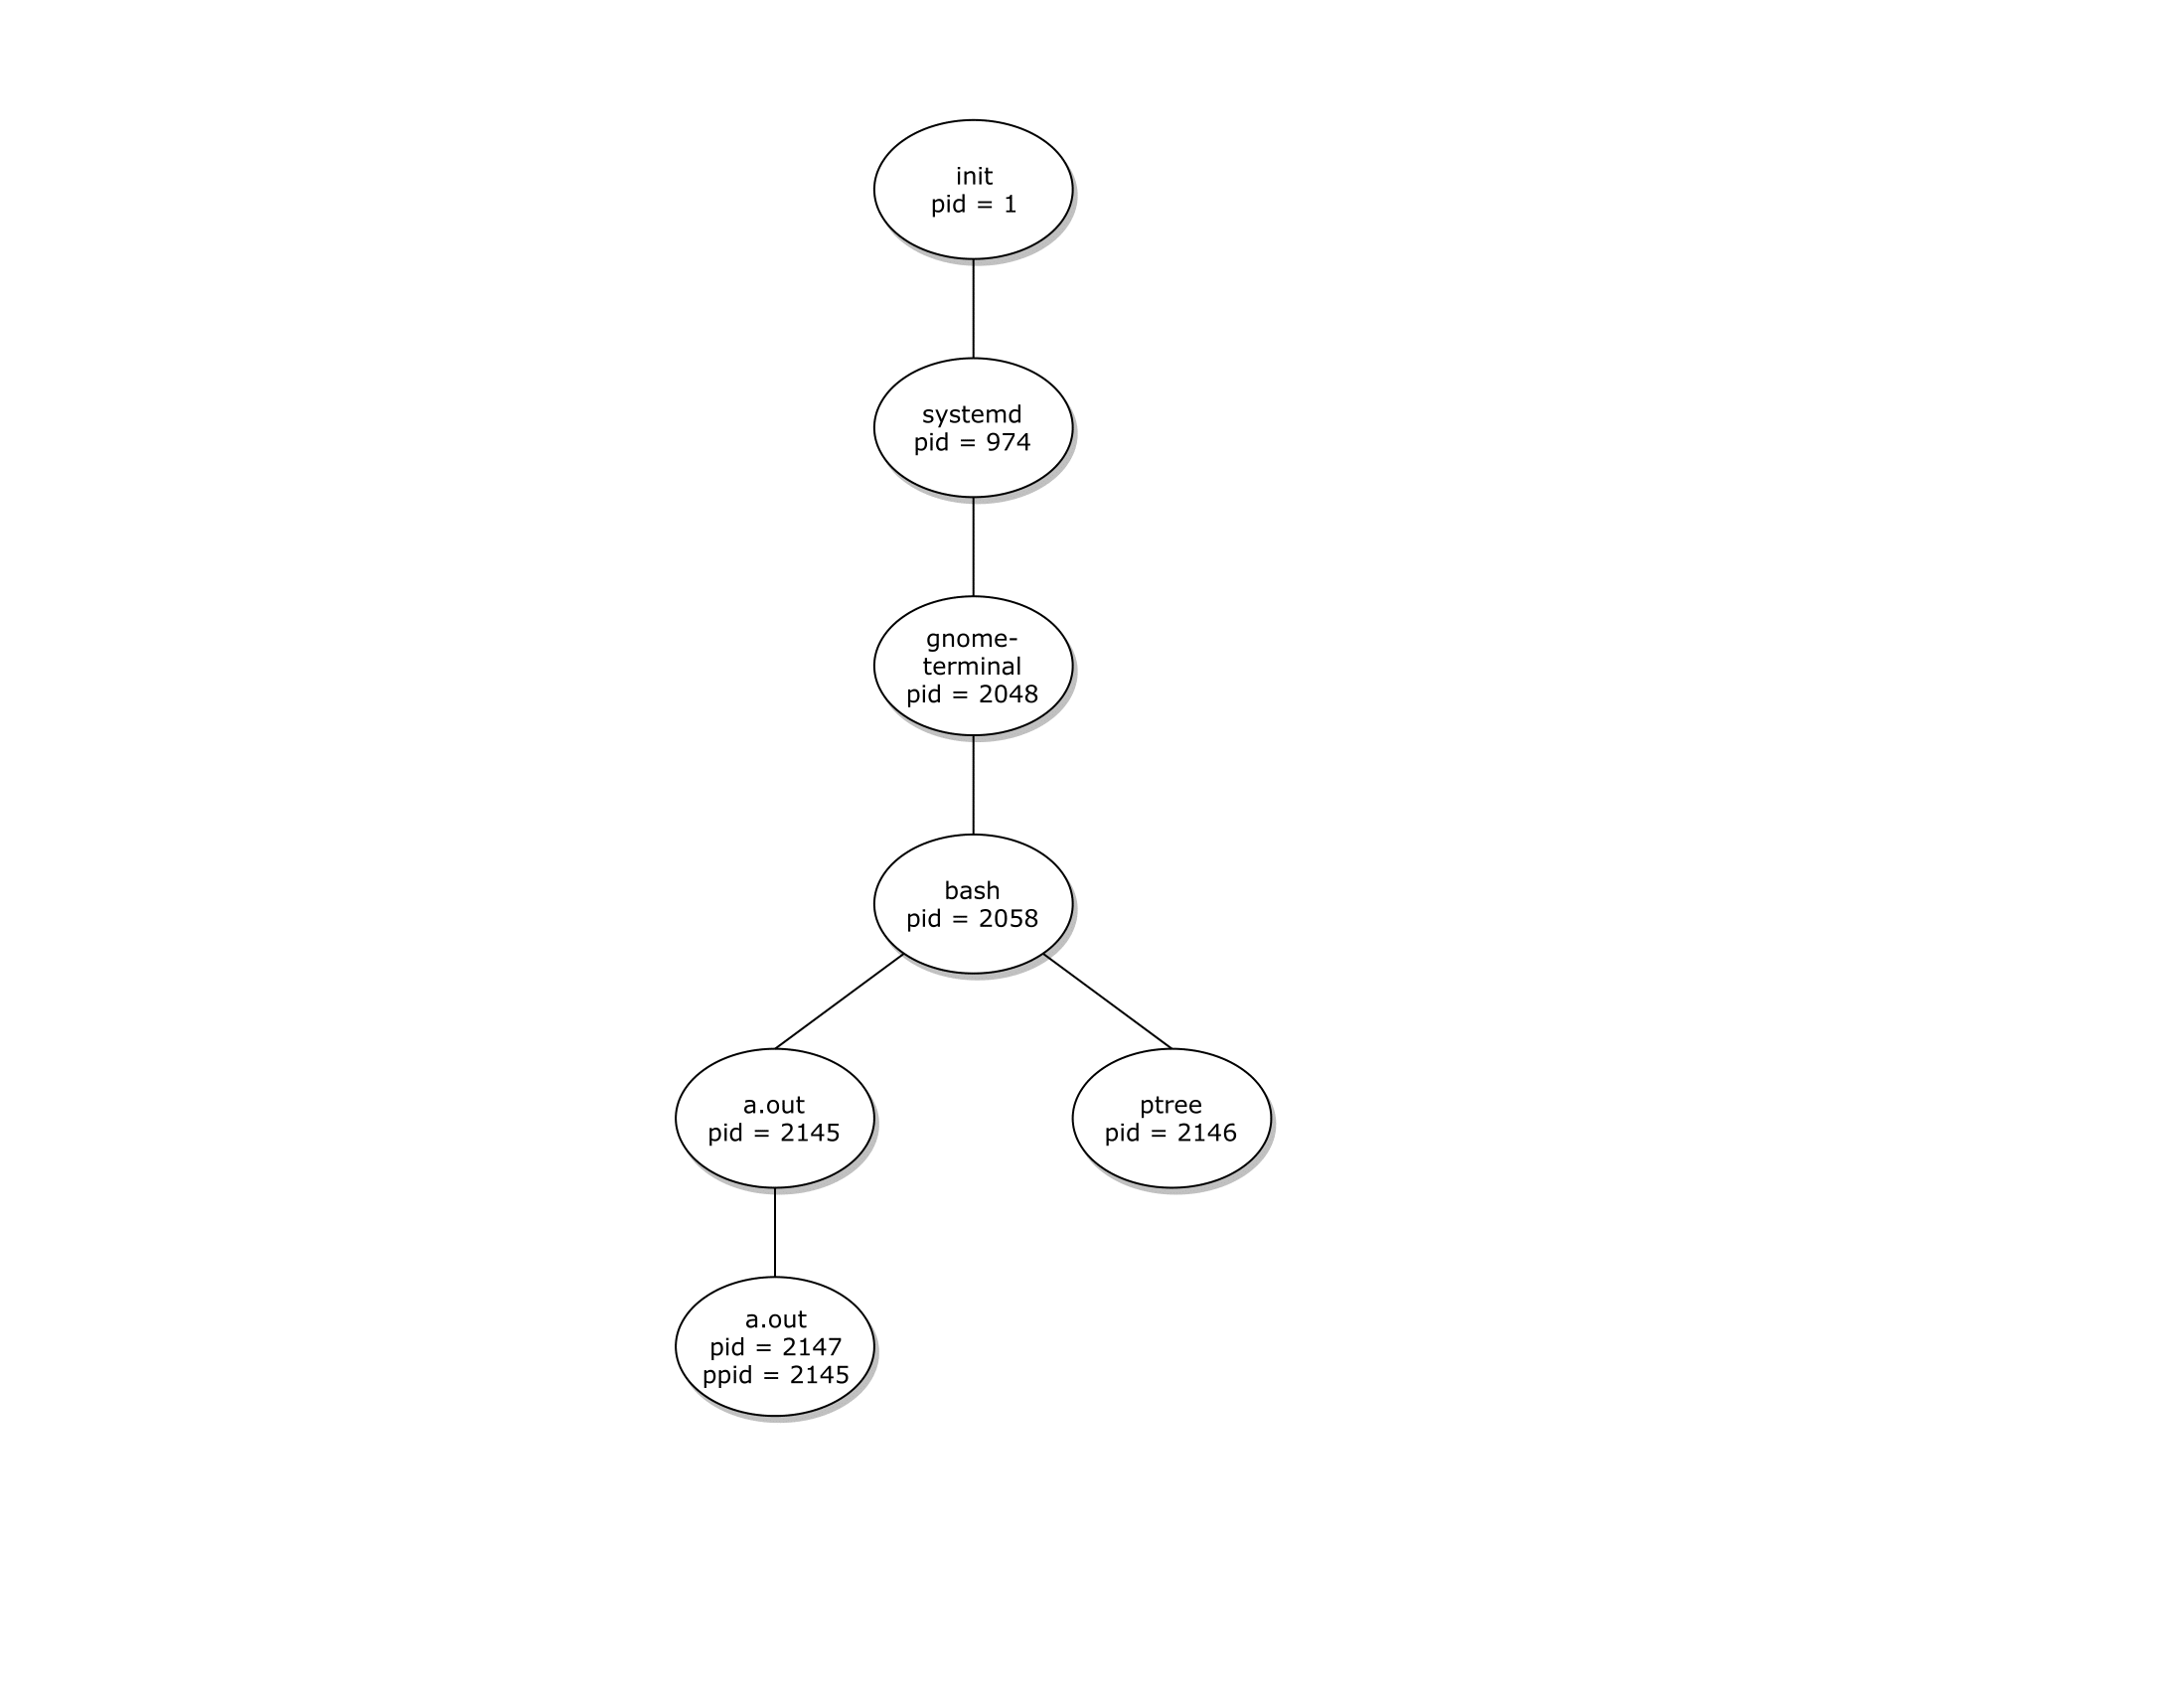 init
pid = 1
systemd
pid = 974
gnome-
terminal
pid = 2048
bash
pid = 2058
a.out
pid = 2145
ptree
pid = 2146
a.out
pid = 2147
ppid = 2145